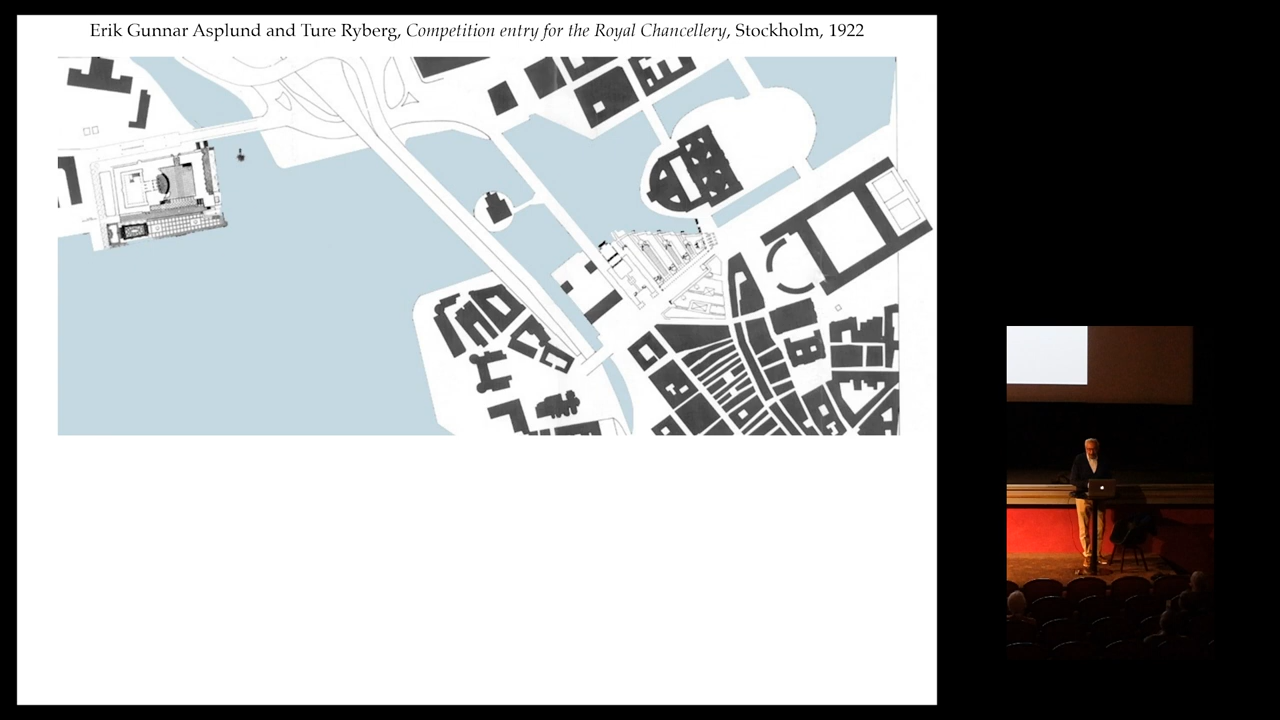 Erik Gunnar Asplund and Ture Ryberg, Competition entry for the Royal Chancellery, Stockholm, 1922